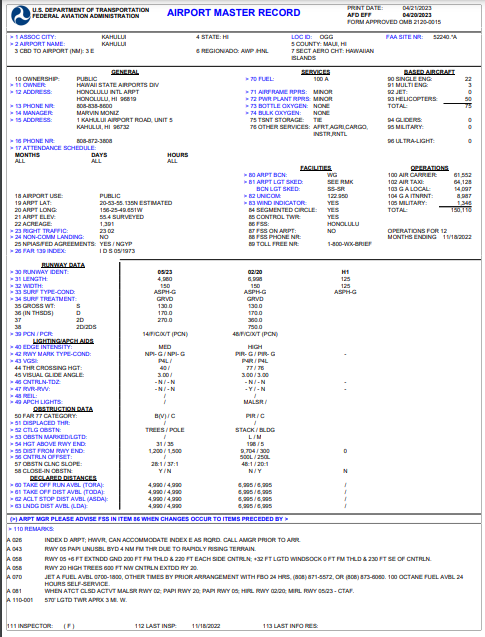 U.S. DEPARTMENT OF TRANSPORTATION
FEDERAL AVIATION ADMINISTRATION
AIRPORT MASTER RECORD
PRINT DATE: 04/21/2023
AFD EFF 04/20/2023
FORM APPROVED OMB 2120-0015
> 1 ASSOC CITY: KAHULUI 4 STATE: HI LOC ID: OGG FAA SITE NR: 52240.*A
> 2 AIRPORT NAME: KAHULUI 5 COUNTY: MAUI, HI
3 CBD TO AIRPORT (NM): 3 E 6 REGION/ADO: AWP /HNL 7 SECT AERO CHT: HAWAIIAN ISLANDS
GENERAL SERVICES BASED AIRCRAFT
10 OWNERSHIP: PUBLIC > 70 FUEL: 100 A 90 SINGLE ENG: 22
> 11 OWNER: HAWAII STATE AIRPORTS DIV 91 MULTI ENG: 3
> 12 ADDRESS: HONOLULU INTL ARPT > 71 AIRFRAME RPRS: MINOR 92 JET: 0
HONOLULU, HI 96819 > 72 PWR PLANT RPRS: MINOR 93 HELICOPTERS: 50
> 13 PHONE NR: 808-838-8600 > 73 BOTTLE OXYGEN: NONE TOTAL: 75
> 14 MANAGER: MARVIN MONIZ > 74 BULK OXYGEN: NONE
> 15 ADDRESS: 1 KAHULUI AIRPORT ROAD, UNIT 5 75 TSNT STORAGE: TIE 94 GLIDERS: 0
KAHULUI, HI 96732 76 OTHER SERVICES: AFRT,AGRI,CARGO, 95 MILITARY: 0
INSTR,RNTL
> 16 PHONE NR: 808-872-3808 96 ULTRA-LIGHT: 0
> 17 ATTENDANCE SCHEDULE:
MONTHS DAYS HOURS
ALL ALL ALL
FACILITIES OPERATIONS
> 80 ARPT BCN: WG 100 AIR CARRIER: 61,552
> 81 ARPT LGT SKED: SEE RMK 102 AIR TAXI: 64,128
BCN LGT SKED: SS-SR 103 G A LOCAL: 14,097
18 AIRPORT USE: PUBLIC > 82 UNICOM: 122.950 104 G A ITNRNT: 8,987
19 ARPT LAT: 20-53-55.135N ESTIMATED > 83 WIND INDICATOR: YES 105 MILITARY: 1,346
20 ARPT LONG: 156-25-49.651W 84 SEGMENTED CIRCLE: YES TOTAL: 150,110
21 ARPT ELEV: 55.4 SURVEYED 85 CONTROL TWR: YES
22 ACREAGE: 1,391 86 FSS: HONOLULU
> 23 RIGHT TRAFFIC: 23 02 87 FSS ON ARPT: NO OPERATIONS FOR 12
> 24 NON-COMM LANDING: NO 88 FSS PHONE NR: MONTHS ENDING 11/18/2022
25 NPIAS/FED AGREEMENTS: YES / NGYP 89 TOLL FREE NR: 1-800-WX-BRIEF
> 26 FAR 139 INDEX: I D S 05/1973
RUNWAY DATA
> 30 RUNWAY IDENT: 05/23 02/20 H1
> 31 LENGTH: 4,980 6,998 125
> 32 WIDTH: 150 150 125
> 33 SURF TYPE-COND: ASPH-G ASPH-G ASPH-G
> 34 SURF TREATMENT: GRVD GRVD
35 GROSS WT: S 130.0 130.0
36 (IN THSDS) D 170.0 170.0
37 2D 270.0 360.0
38 2D/2DS 750.0
> 39 PCN / PCR: 14/F/C/X/T (PCN) 48/F/C/X/T (PCN)
LIGHTING/APCH AIDS
> 40 EDGE INTENSITY: MED HIGH
> 42 RWY MARK TYPE-COND: NPI- G / NPI- G PIR- G / PIR- G -
> 43 VGSI: P4L / P4R / P4L
44 THR CROSSING HGT: 40 / 77 / 76
45 VISUAL GLIDE ANGLE: 3.00 / 3.00 / 3.00
> 46 CNTRLN-TDZ: - N / - N - N / - N -
> 47 RVR-RVV: - N / - N - Y / - N -
> 48 REIL: / /
> 49 APCH LIGHTS: / MALSR /
OBSTRUCTION DATA
50 FAR 77 CATEGORY: B(V) / C PIR / C
> 51 DISPLACED THR: / /
> 52 CTLG OBSTN: TREES / POLE STACK / BLDG
> 53 OBSTN MARKED/LGTD: / L / M
> 54 HGT ABOVE RWY END: 31 / 35 198 / 5
> 55 DIST FROM RWY END: 1,200 / 1,500 9,704 / 300 0
> 56 CNTRLN OFFSET: / 500L / 250L
57 OBSTN CLNC SLOPE: 28:1 / 37:1 48:1 / 20:1
58 CLOSE-IN OBSTN: Y / N N / Y N
DECLARED DISTANCES
> 60 TAKE OFF RUN AVBL (TORA): 4,990 / 4,990 6,995 / 6,995 /
> 61 TAKE OFF DIST AVBL (TODA): 4,990 / 4,990 6,995 / 6,995 /
> 62 ACLT STOP DIST AVBL (ASDA): 4,990 / 4,990 6,995 / 6,995 /
> 63 LNDG DIST AVBL (LDA): 4,990 / 4,990 6,995 / 6,995 /
(>) ARPT MGR PLEASE ADVISE FSS IN ITEM 86 WHEN CHANGES OCCUR TO ITEMS PRECEDED BY >
> 110 REMARKS:
A 026 INDEX D ARPT; HWVR, CAN ACCOMMODATE INDEX E AS RQRD. CALL AMGR PRIOR TO ARR.
A 043 RWY 05 PAPI UNUSBL BYD 4 NM FM THR DUE TO RAPIDLY RISING TERRAIN.
A 058 RWY 05 +6 FT EXTNDD GND 200 FT FM THLD & 220 FT EACH SIDE CNTRLN; +32 FT LGTD WINDSOCK 0 FT FM THLD & 230 FT SE OF CNTRLN.
A 058 RWY 20 HIGH TREES 600 FT NW CNTRLN EXTDD RY 20.
A 070 JET A FUEL AVBL 0700-1800, OTHER TIMES BY PRIOR ARRANGEMENT WITH FBO 24 HRS, (808) 871-5572, OR (808) 873-6080. 100 OCTANE FUEL AVBL 24
HOURS SELF-SERVICE.
A 081 WHEN ATCT CLSD ACTVT MALSR RWY 02; PAPI RWY 20; PAPI RWY 05; HIRL RWY 02/20; MIRL RWY 05/23 - CTAF.
A 110-001 570' LGTD TWR APRX 3 MI. W.
111 INSPECTOR: ( F ) 112 LAST INSP: 11/18/2022 113 LAST INFO RES: